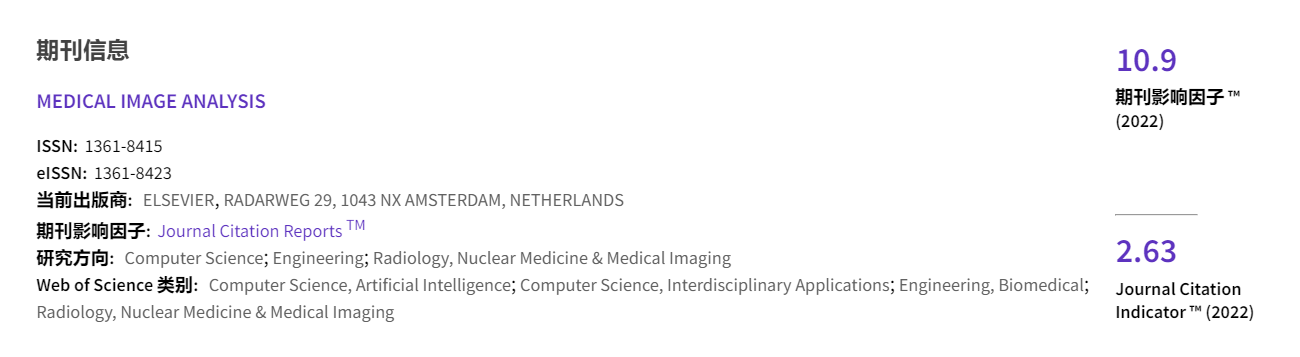 期刊信息
MEDICAL IMAGE ANALYSIS
ISSN: 1361-8415
eISSN: 1361-8423
当前出版商: ELSEVIER, RADARWEG 29, 1043 NX AMSTERDAM, NETHERLANDS
期刊影响因子: Journal Citation Reports TM
研究方向: Computer Science; Engineering; Radiology, Nuclear Medicine & Medical Imaging
Web of Science 类别: Computer Science, Artificial Intelligence; Computer Science, Interdisciplinary Applications; Engineering, Biomedical;
Radiology, Nuclear Medicine & Medical Imaging
10.9
期刊影响因子 ™
(2022)
2.63
Journal Citation
Indicator ™ (2022)